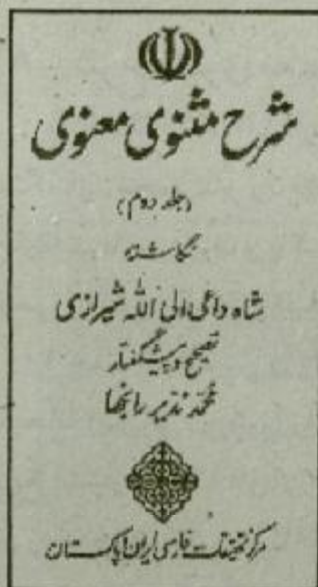 شرح مثنوی معنوی
(جلد دوم)
نگاشته
شاه داعی الی الله شیرازی
تصحیح و پیشگفتار
محمد نذیر رانجها
مرکز تحقیقات فارسی ایران و پاکستان